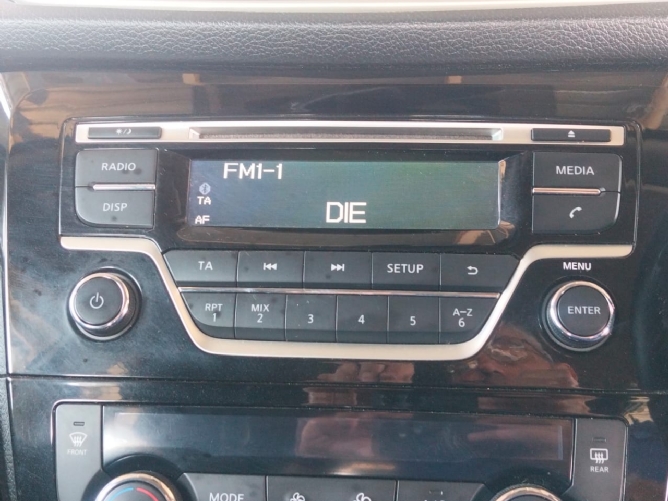 RADIO
FM1-1
MEDIA
DISP
TA
AF
DIE
TA
SETUP
MENU
RPT
1
MIX
2
3
4
5
A-Z
6
ENTER
FRONT
REAR
MODE